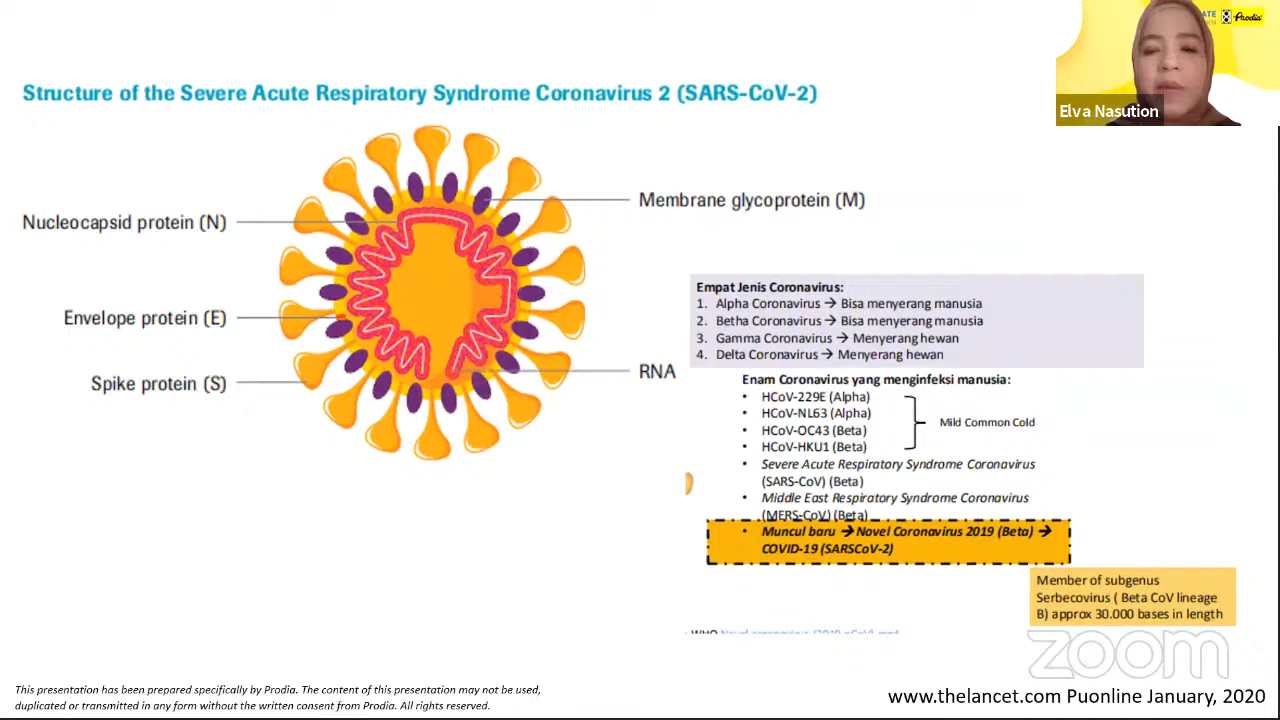 Prodia
Elva Nasution
Structure of the Severe Acute Respiratory Syndrome Coronavirus 2 (SARS-CoV-2)
Membrane glycoprotein (M)
Nucleocapsid protein (N)
Envelope protein (E)
Spike protein (S)
RNA
Empat Jenis Coronavirus:
1. Alpha Coronavirus → Bisa menyerang manusia
2. Betha Coronavirus → Bisa menyerang manusia
3. Gamma Coronavirus → Menyerang hewan
4. Delta Coronavirus → Menyerang hewan
Enam Coronavirus yang menginfeksi manusia:
• HCoV-229E (Alpha)
• HCoV-NL63 (Alpha)
• HCoV-OC43 (Beta)
• HCoV-HKU1 (Beta)
Mild Common Cold
• Severe Acute Respiratory Syndrome Coronavirus
(SARS-CoV) (Beta)
• Middle East Respiratory Syndrome Coronavirus
(MERS-CoV) (Beta)
• Muncul baru → Novel Coronavirus 2019 (Beta) →
COVID-19 (SARSCoV-2)
Member of subgenus
Serbecovirus ( Beta CoV lineage
B) approx 30.000 bases in length
zoom
This presentation has been prepared specifically by Prodia. The content of this presentation may not be used,
duplicated or transmitted in any form without the written consent from Prodia. All rights reserved.
www.thelancet.com Puonline January, 2020